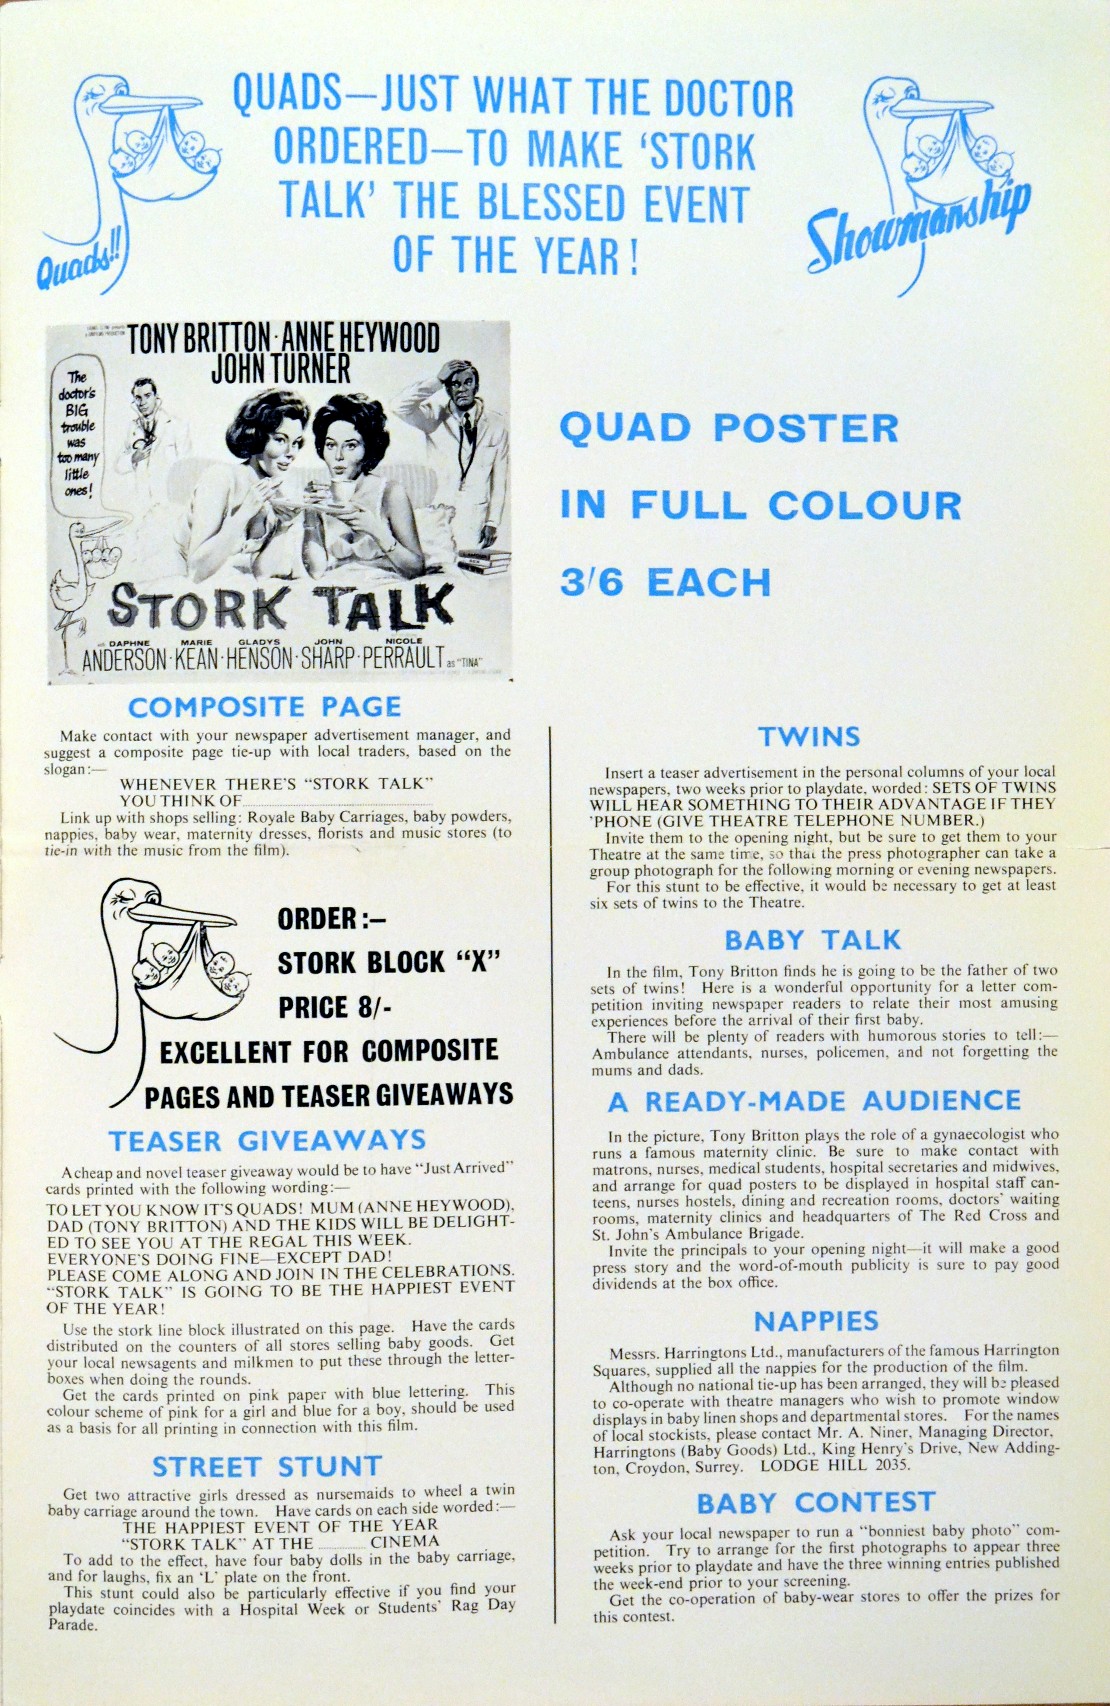 QUADS—JUST WHAT THE DOCTOR
ORDERED—TO MAKE ‘STORK
TALK’ THE BLESSED EVENT
OF THE YEAR!
Quads!!
Showmanship
TONY BRITTON·ANNE HEYWOOD
JOHN TURNER
The
doctor's
BIG
trouble
was
too many
little
ones!
STORK TALK
DAPHNE MARIE GLADYS JOHN NICOLE
ANDERSON·KEAN·HENSON·SHARP·PERRAULT as “TINA”
QUAD POSTER
IN FULL COLOUR
3/6 EACH
COMPOSITE PAGE
Make contact with your newspaper advertisement manager, and
suggest a composite page tie-up with local traders, based on the
slogan:—
WHENEVER THERE'S “STORK TALK”
YOU THINK OF
Link up with shops selling: Royale Baby Carriages, baby powders,
nappies, baby wear, maternity dresses, florists and music stores (to
tie-in with the music from the film).
ORDER:–
STORK BLOCK “X”
PRICE 8/-
EXCELLENT FOR COMPOSITE
PAGES AND TEASER GIVEAWAYS
TEASER GIVEAWAYS
A cheap and novel teaser giveaway would be to have “Just Arrived”
cards printed with the following wording:—
TO LET YOU KNOW IT'S QUADS! MUM (ANNE HEYWOOD),
DAD (TONY BRITTON) AND THE KIDS WILL BE DELIGHT-
ED TO SEE YOU AT THE REGAL THIS WEEK.
EVERYONE'S DOING FINE—EXCEPT DAD!
PLEASE COME ALONG AND JOIN IN THE CELEBRATIONS.
“STORK TALK” IS GOING TO BE THE HAPPIEST EVENT
OF THE YEAR!
Use the stork line block illustrated on this page. Have the cards
distributed on the counters of all stores selling baby goods. Get
your local newsagents and milkmen to put these through the letter-
boxes when doing the rounds.
Get the cards printed on pink paper with blue lettering. This
colour scheme of pink for a girl and blue for a boy, should be used
as a basis for all printing in connection with this film.
STREET STUNT
Get two attractive girls dressed as nursemaids to wheel a twin
baby carriage around the town. Have cards on each side worded:—
THE HAPPIEST EVENT OF THE YEAR
“STORK TALK” AT THE ............ CINEMA
To add to the effect, have four baby dolls in the baby carriage,
and for laughs, fix an ‘L’ plate on the front.
This stunt could also be particularly effective if you find your
playdate coincides with a Hospital Week or Students' Rag Day
Parade.
TWINS
Insert a teaser advertisement in the personal columns of your local
newspapers, two weeks prior to playdate, worded: SETS OF TWINS
WILL HEAR SOMETHING TO THEIR ADVANTAGE IF THEY
'PHONE (GIVE THEATRE TELEPHONE NUMBER.)
Invite them to the opening night, but be sure to get them to your
Theatre at the same time, so that the press photographer can take a
group photograph for the following morning or evening newspapers.
For this stunt to be effective, it would be necessary to get at least
six sets of twins to the Theatre.
BABY TALK
In the film, Tony Britton finds he is going to be the father of two
sets of twins! Here is a wonderful opportunity for a letter com-
petition inviting newspaper readers to relate their most amusing
experiences before the arrival of their first baby.
There will be plenty of readers with humorous stories to tell:—
Ambulance attendants, nurses, policemen, and not forgetting the
mums and dads.
A READY-MADE AUDIENCE
In the picture, Tony Britton plays the role of a gynaecologist who
runs a famous maternity clinic. Be sure to make contact with
matrons, nurses, medical students, hospital secretaries and midwives,
and arrange for quad posters to be displayed in hospital staff can-
teens, nurses hostels, dining and recreation rooms, doctors' waiting
rooms, maternity clinics and headquarters of The Red Cross and
St. John's Ambulance Brigade.
Invite the principals to your opening night—it will make a good
press story and the word-of-mouth publicity is sure to pay good
dividends at the box office.
NAPPIES
Messrs. Harringtons Ltd., manufacturers of the famous Harrington
Squares, supplied all the nappies for the production of the film.
Although no national tie-up has been arranged, they will be pleased
to co-operate with theatre managers who wish to promote window
displays in baby linen shops and departmental stores. For the names
of local stockists, please contact Mr. A. Niner, Managing Director,
Harringtons (Baby Goods) Ltd., King Henry's Drive, New Adding-
ton, Croydon, Surrey. LODGE HILL 2035.
BABY CONTEST
Ask your local newspaper to run a “bonniest baby photo” com-
petition. Try to arrange for the first photographs to appear three
weeks prior to playdate and have the three winning entries published
the week-end prior to your screening.
Get the co-operation of baby-wear stores to offer the prizes for
this contest.